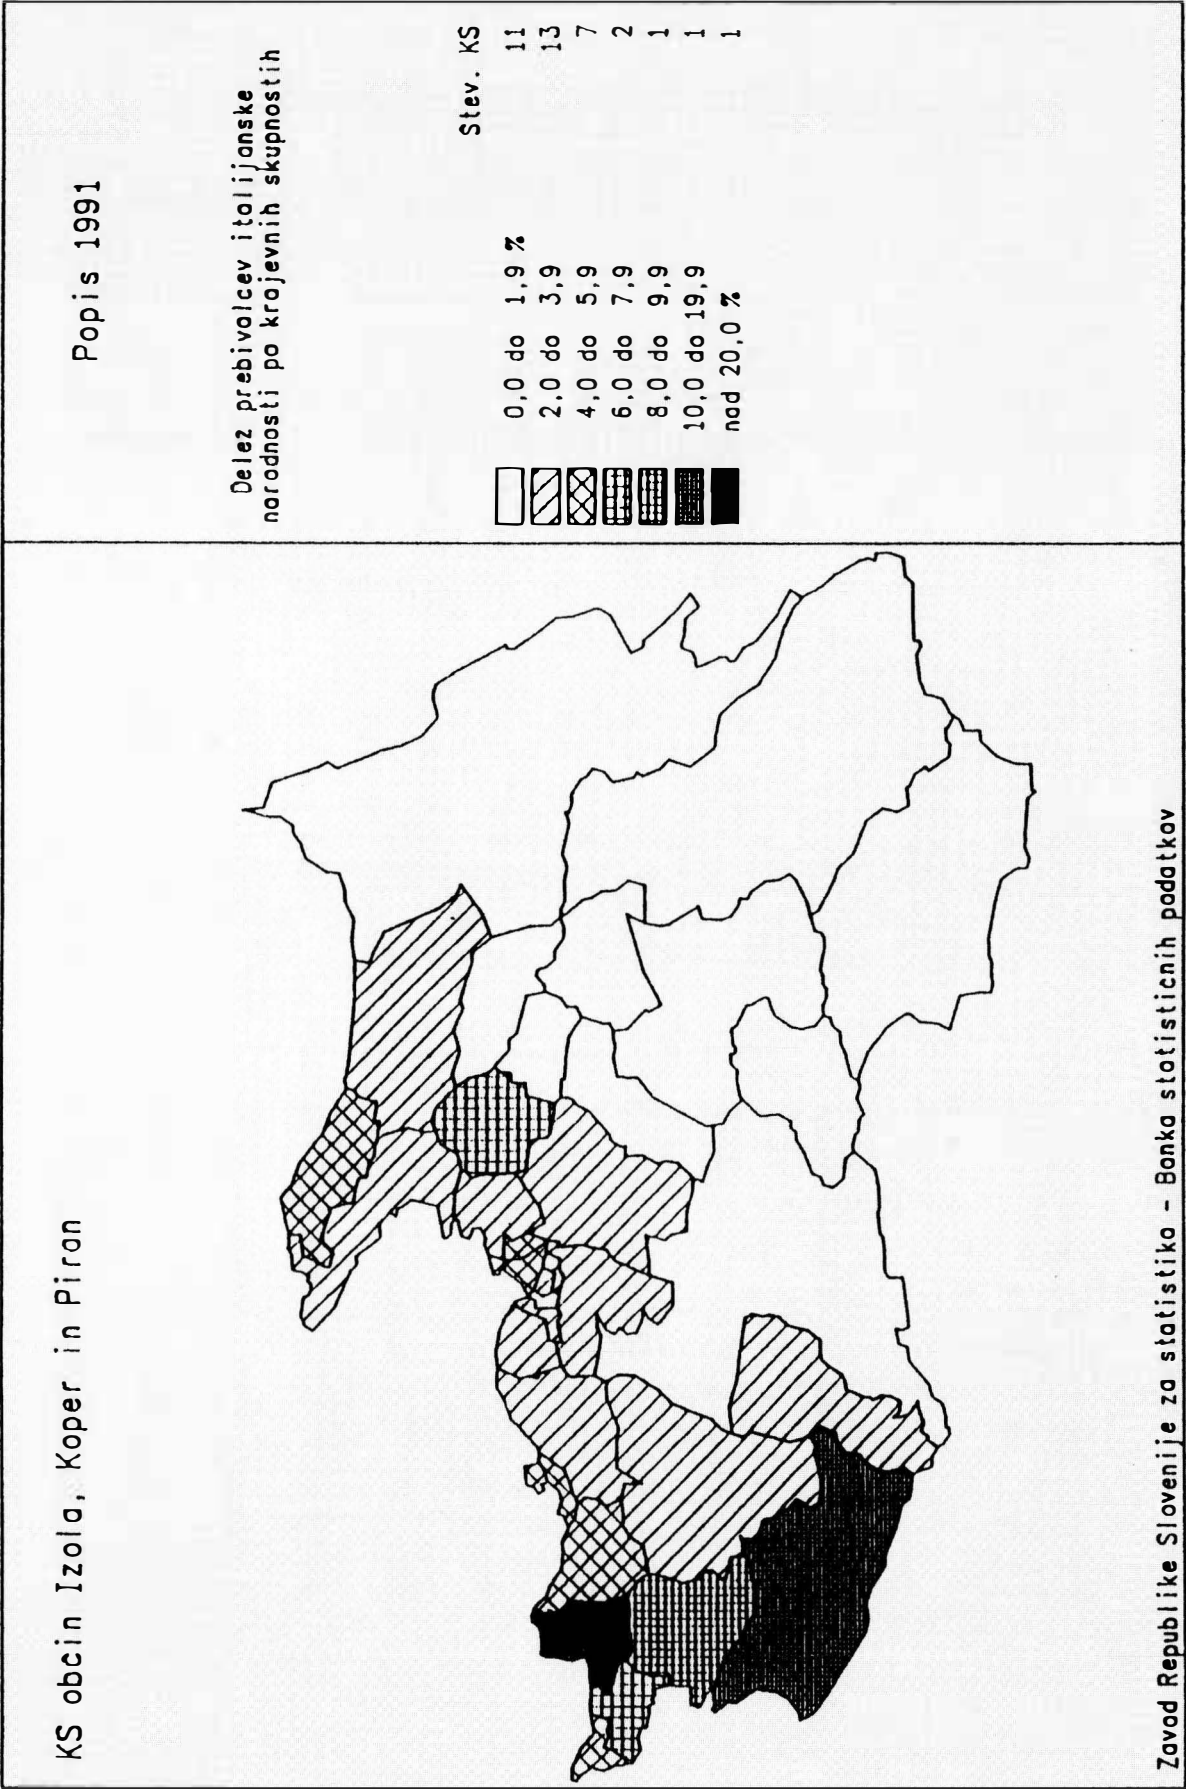 KS obcin Izola, Koper in Piran
Popis 1991
Delez prebivalcev italijanske
narodnosti po krajevnih skupnostih
Stev. KS
0,0 do 1,9 % 11
2,0 do 3,9 13
4,0 do 5,9 7
6,0 do 7,9 2
8,0 do 9,9 1
10,0 do 19,9 1
nad 20,0 % 1
Zavod Republike Slovenije za statistiko - Banka statisticnih podatkov